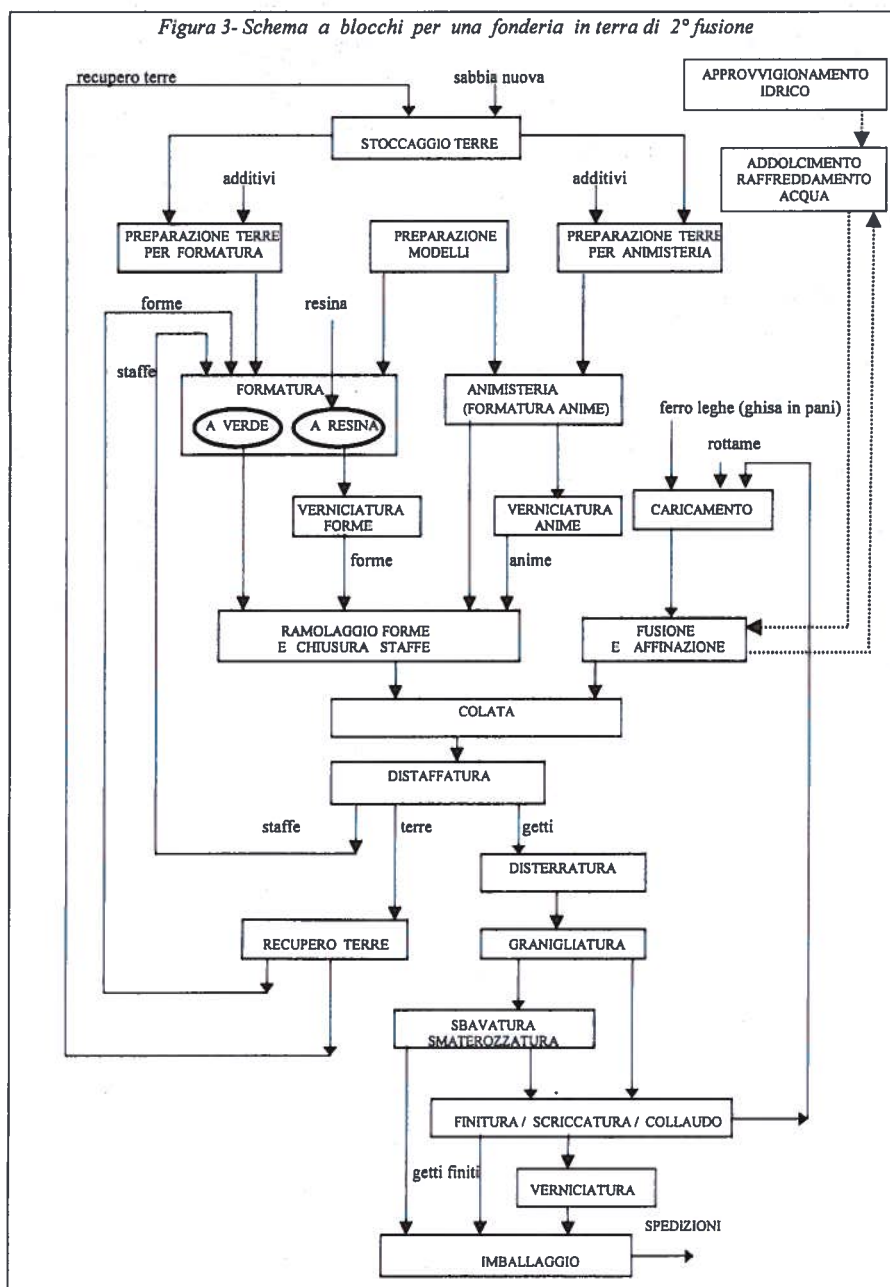 Figura 3- Schema a blocchi per una fonderia in terra di 2° fusione
recupero terre
sabbia nuova
APPROVVIGIONAMENTO
IDRICO
STOCCAGGIO TERRE
ADDOLCIMENTO
RAFFREDDAMENTO
ACQUA
additivi
additivi
PREPARAZIONE TERRE
PER FORMATURA
PREPARAZIONE
MODELLI
PREPARAZIONE TERRE
PER ANIMISTERIA
forme
resina
staffe
FORMATURA
A VERDE
A RESINA
ANIMISTERIA
(FORMATURA ANIME)
ferro leghe (ghisa in pani)
rottame
VERNICIATURA
FORME
VERNICIATURA
ANIME
CARICAMENTO
forme
anime
RAMOLAGGIO FORME
E CHIUSURA STAFFE
FUSIONE
E AFFINAZIONE
COLATA
DISTAFFATURA
staffe
terre
getti
DISTERRATURA
RECUPERO TERRE
GRANIGLIATURA
SBAVATURA
SMATEROZZATURA
FINITURA / SCRICCATURA / COLLAUDO
getti finiti
VERNICIATURA
SPEDIZIONI
IMBALLAGGIO